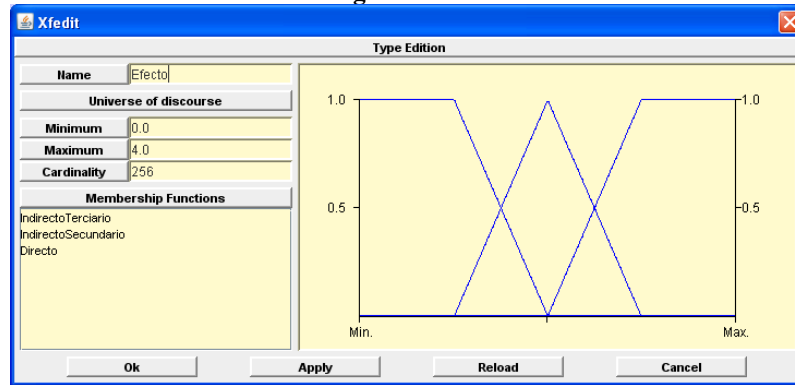 Xfedit
Type Edition
Name Efecto
Universe of discourse
Minimum 0.0
Maximum 4.0
Cardinality 256
Membership Functions
IndirectoTerciario
IndirectoSecundario
Directo
1.0 1.0
0.5 0.5
Min. Max.
Ok Apply Reload Cancel